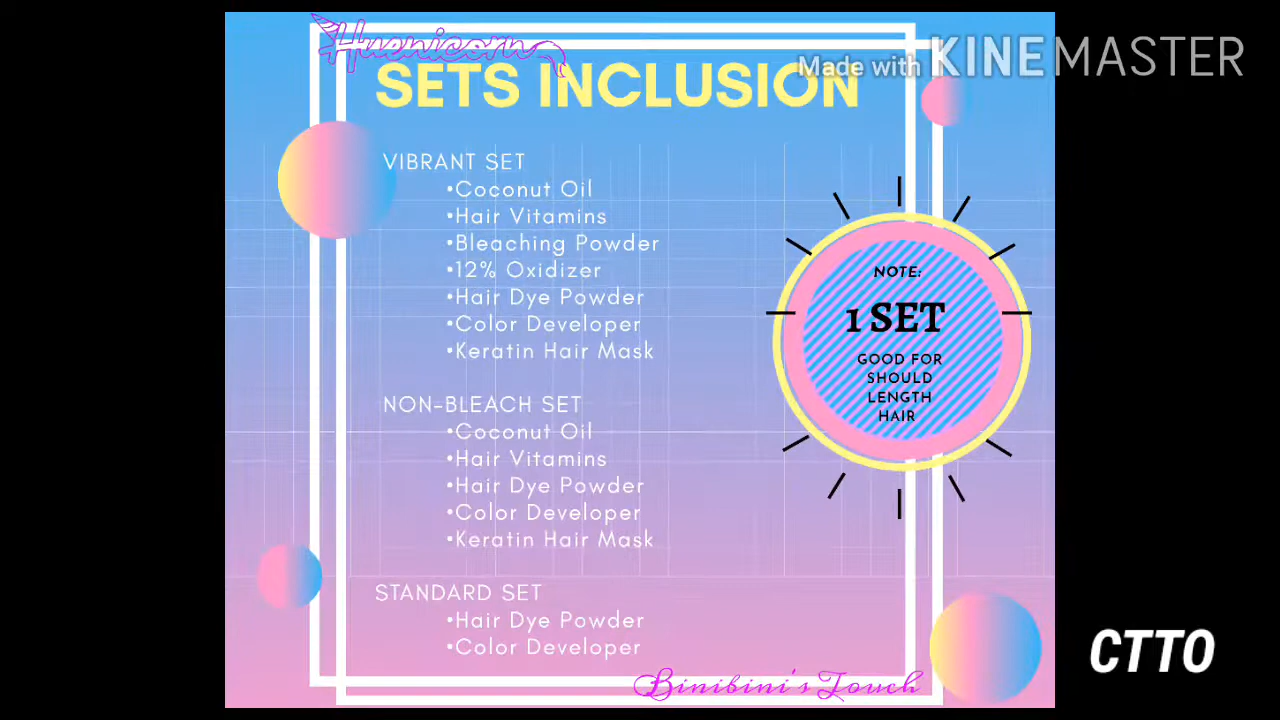 Huenicorn
Made with KINEMASTER
SETS INCLUSION
VIBRANT SET
•Coconut Oil
•Hair Vitamins
•Bleaching Powder
•12% Oxidizer
•Hair Dye Powder
•Color Developer
•Keratin Hair Mask
NOTE:
1 SET
GOOD FOR
SHOULD
LENGTH
HAIR
NON-BLEACH SET
•Coconut Oil
•Hair Vitamins
•Hair Dye Powder
•Color Developer
•Keratin Hair Mask
STANDARD SET
•Hair Dye Powder
•Color Developer
Binibini's Touch
CTTO